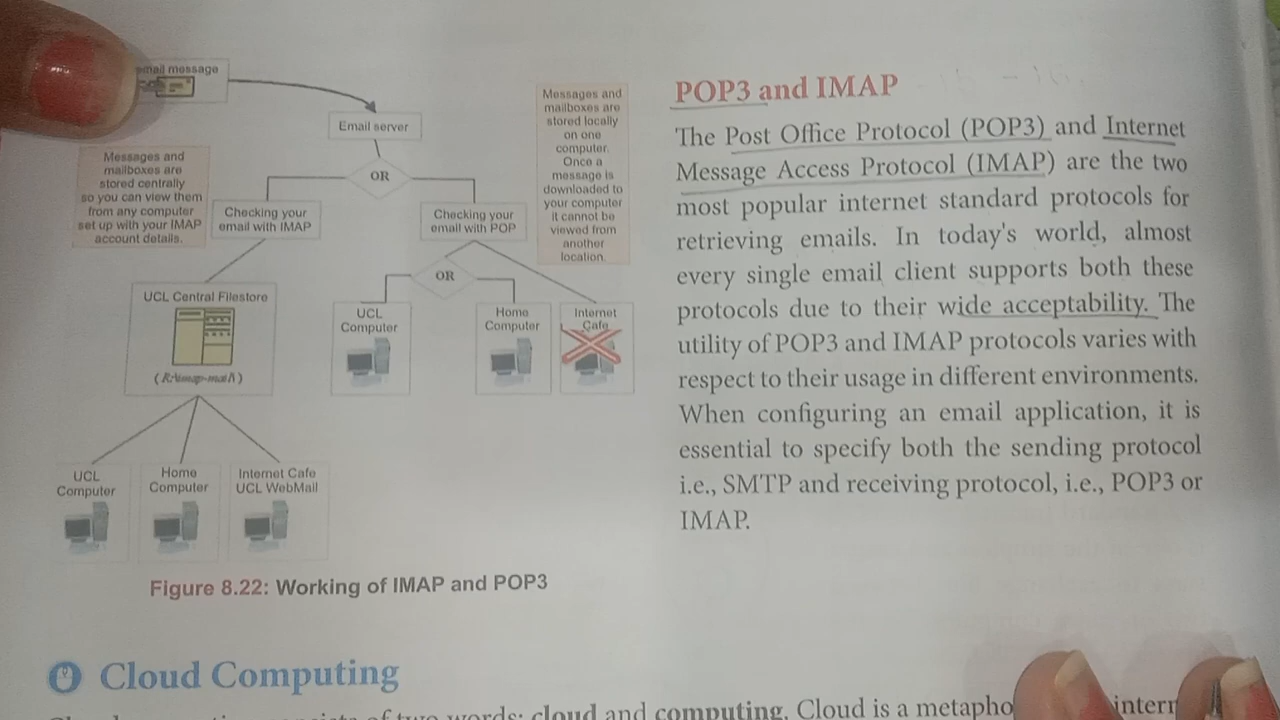 email message
Email server
Messages and
mailboxes are
stored centrally
so you can view them
from any computer
set up with your IMAP
account details.
OR
Messages and
mailboxes are
stored locally
on one
computer.
Once a
message is
downloaded to
your computer
it cannot be
viewed from
another
location.
Checking your
email with IMAP
Checking your
email with POP
OR
UCL Central Filestore
UCL
Computer
Home
Computer
Internet
Cafe
UCL
Computer
Home
Computer
Internet Cafe
UCL WebMail
Figure 8.22: Working of IMAP and POP3
POP3 and IMAP
The Post Office Protocol (POP3) and Internet
Message Access Protocol (IMAP) are the two
most popular internet standard protocols for
retrieving emails. In today's world, almost
every single email client supports both these
protocols due to their wide acceptability. The
utility of POP3 and IMAP protocols varies with
respect to their usage in different environments.
When configuring an email application, it is
essential to specify both the sending protocol
i.e., SMTP and receiving protocol, i.e., POP3 or
IMAP.
Cloud Computing
two words: cloud and computing. Cloud is a